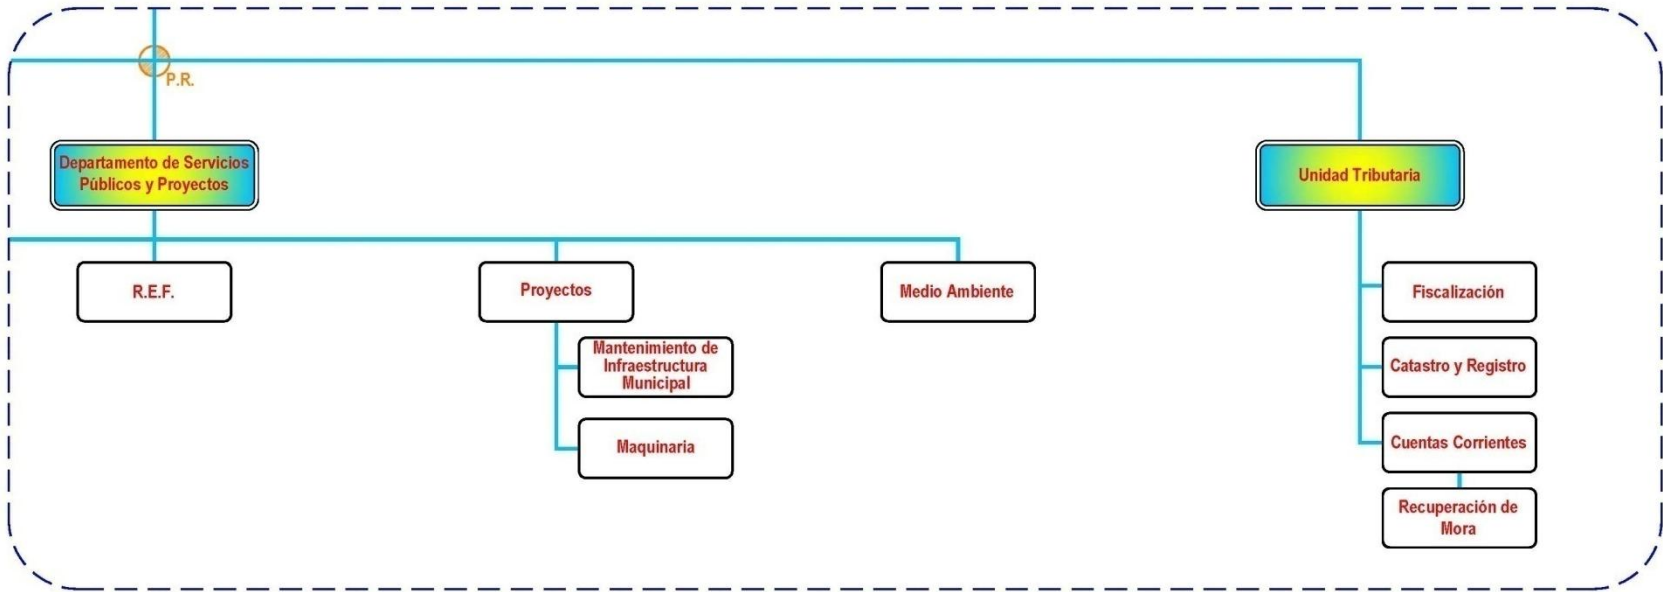 P.R.
Departamento de Servicios
Públicos y Proyectos
Unidad Tributaria
R.E.F.
Proyectos
Medio Ambiente
Fiscalización
Mantenimiento de
Infraestructura
Municipal
Catastro y Registro
Maquinaria
Cuentas Corrientes
Recuperación de
Mora